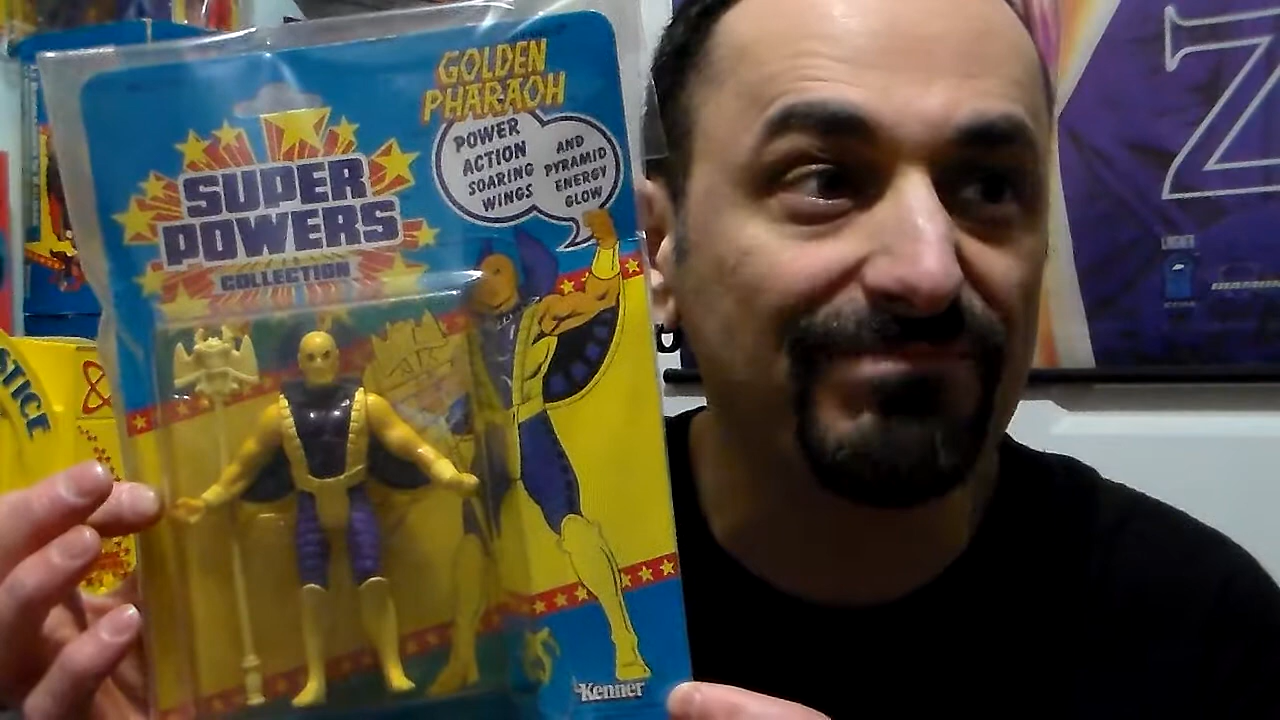 GOLDEN
PHARAOH
POWER
ACTION
SOARING
WINGS
AND
PYRAMID
ENERGY
GLOW
SUPER
POWERS
COLLECTION
STICE
Kenner
Z